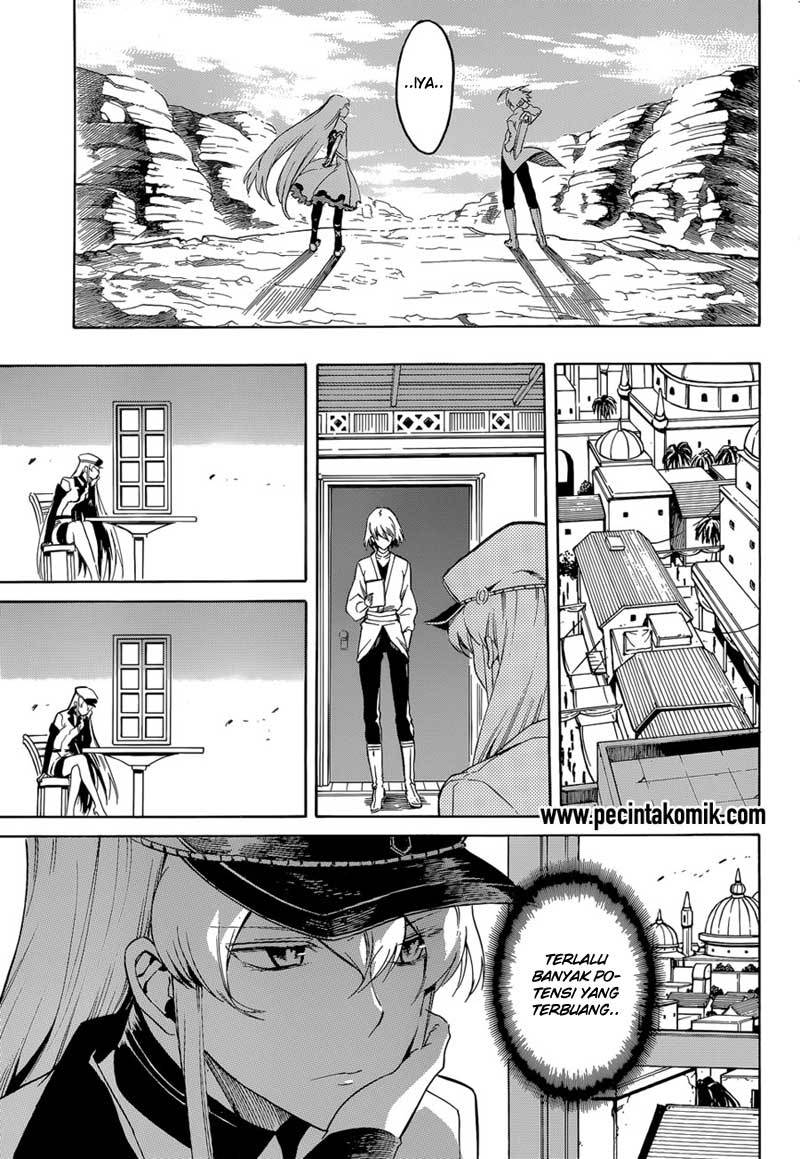 ..IYA..
www.pecintakomik.com
TERLALU
BANYAK PO-
TENSI YANG
TERBUANG..